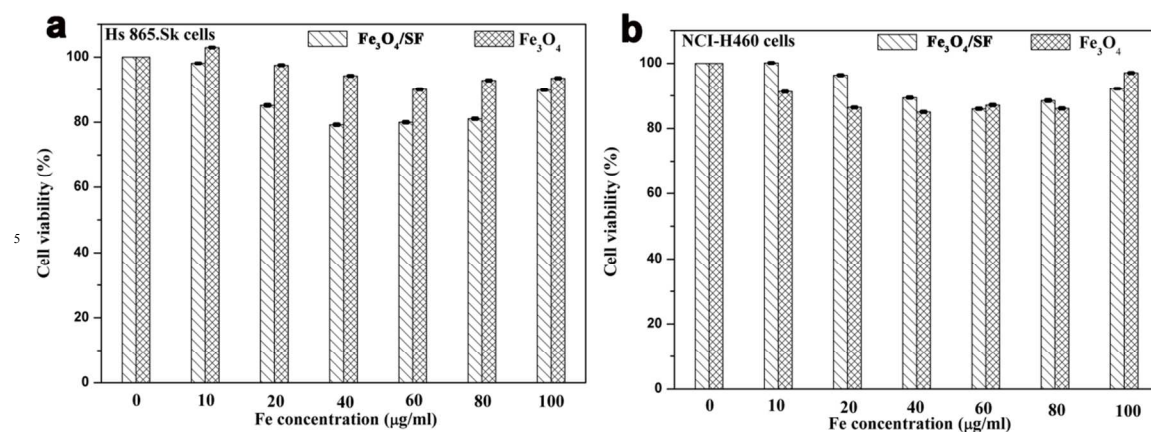 a
Hs 865.Sk cells
Fe₃O₄/SF
Fe₃O₄
100
80
60
40
20
0
Cell viability (%)
0 10 20 40 60 80 100
Fe concentration (μg/ml)
5
b
NCI-H460 cells
Fe₃O₄/SF
Fe₃O₄
100
80
60
40
20
0
Cell viability (%)
0 10 20 40 60 80 100
Fe concentration (μg/ml)